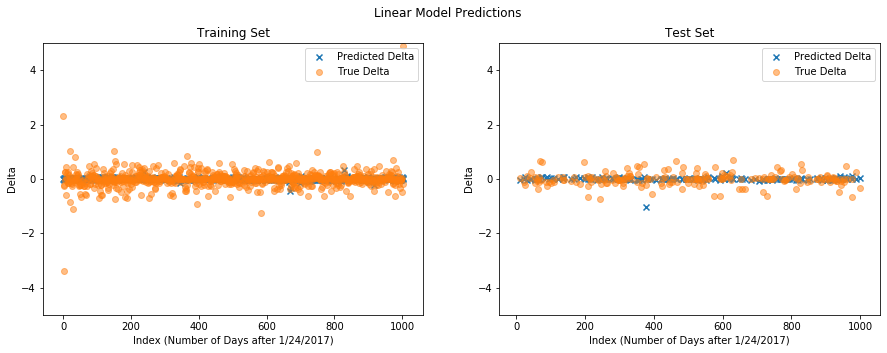 Linear Model Predictions
Training Set
Predicted Delta
True Delta
Delta
4
2
0
−2
−4
0 200 400 600 800 1000
Index (Number of Days after 1/24/2017)
Test Set
Predicted Delta
True Delta
Delta
4
2
0
−2
−4
0 200 400 600 800 1000
Index (Number of Days after 1/24/2017)